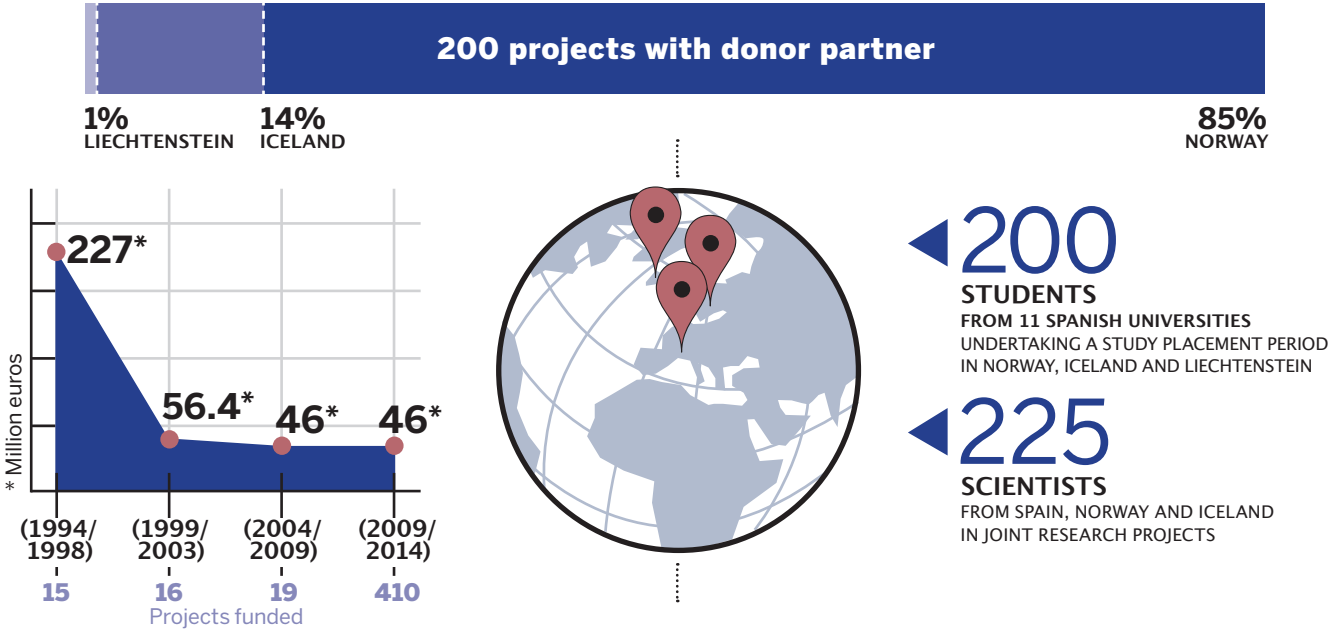 200 projects with donor partner
1%
LIECHTENSTEIN
14%
ICELAND
85%
NORWAY
* Million euros
227*
56.4*
46*
46*
(1994/
1998)
(1999/
2003)
(2004/
2009)
(2009/
2014)
15
16
19
410
Projects funded
200
STUDENTS
FROM 11 SPANISH UNIVERSITIES
UNDERTAKING A STUDY PLACEMENT PERIOD
IN NORWAY, ICELAND AND LIECHTENSTEIN
225
SCIENTISTS
FROM SPAIN, NORWAY AND ICELAND
IN JOINT RESEARCH PROJECTS